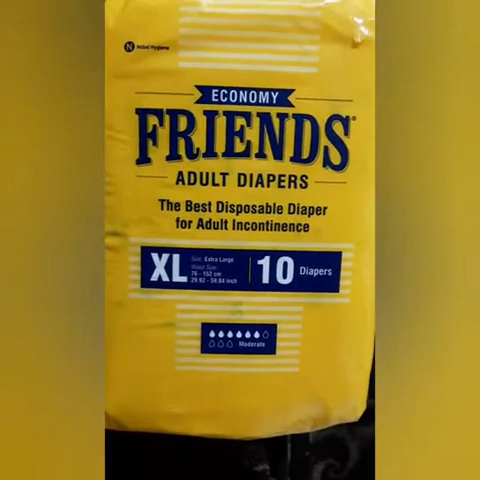 N Nobel Hygiene
ECONOMY
FRIENDS®
ADULT DIAPERS
The Best Disposable Diaper
for Adult Incontinence
XL
Size: Extra Large
Waist Size:
76 - 152 cm
29.92 - 59.84 inch
10 Diapers
Moderate